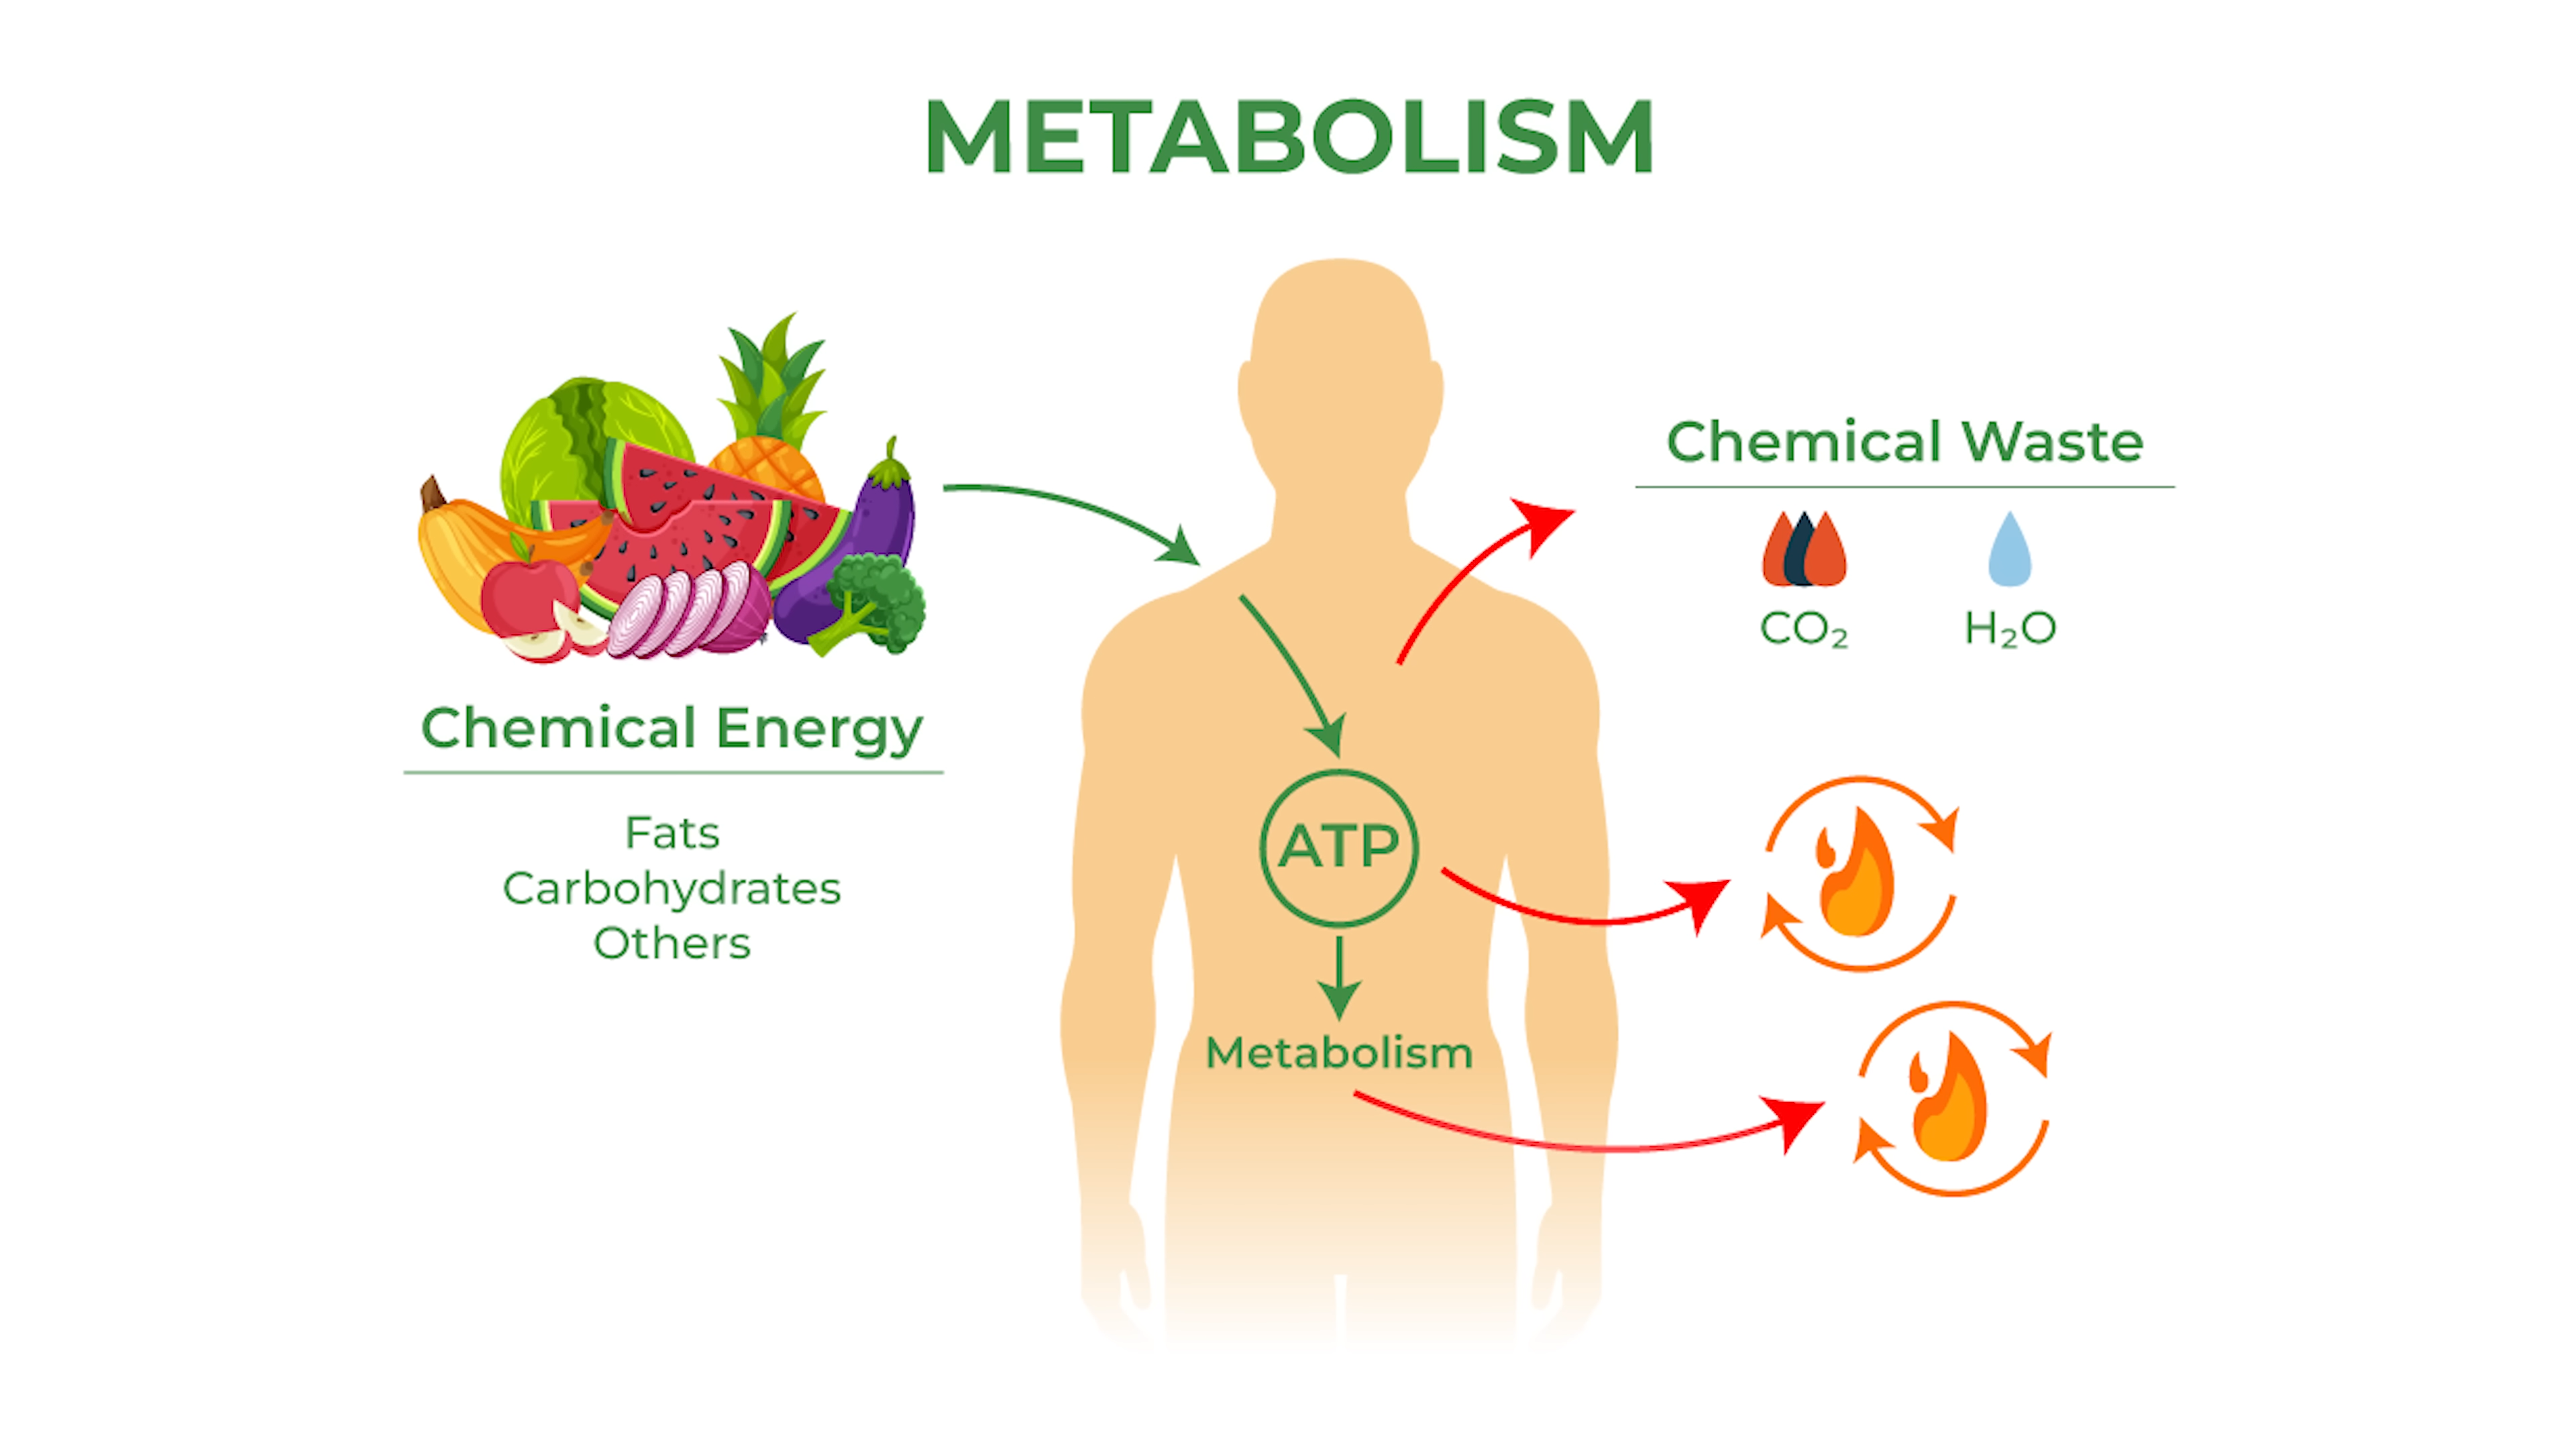 METABOLISM
Chemical Energy
Fats
Carbohydrates
Others
ATP
Metabolism
Chemical Waste
CO₂
H₂O